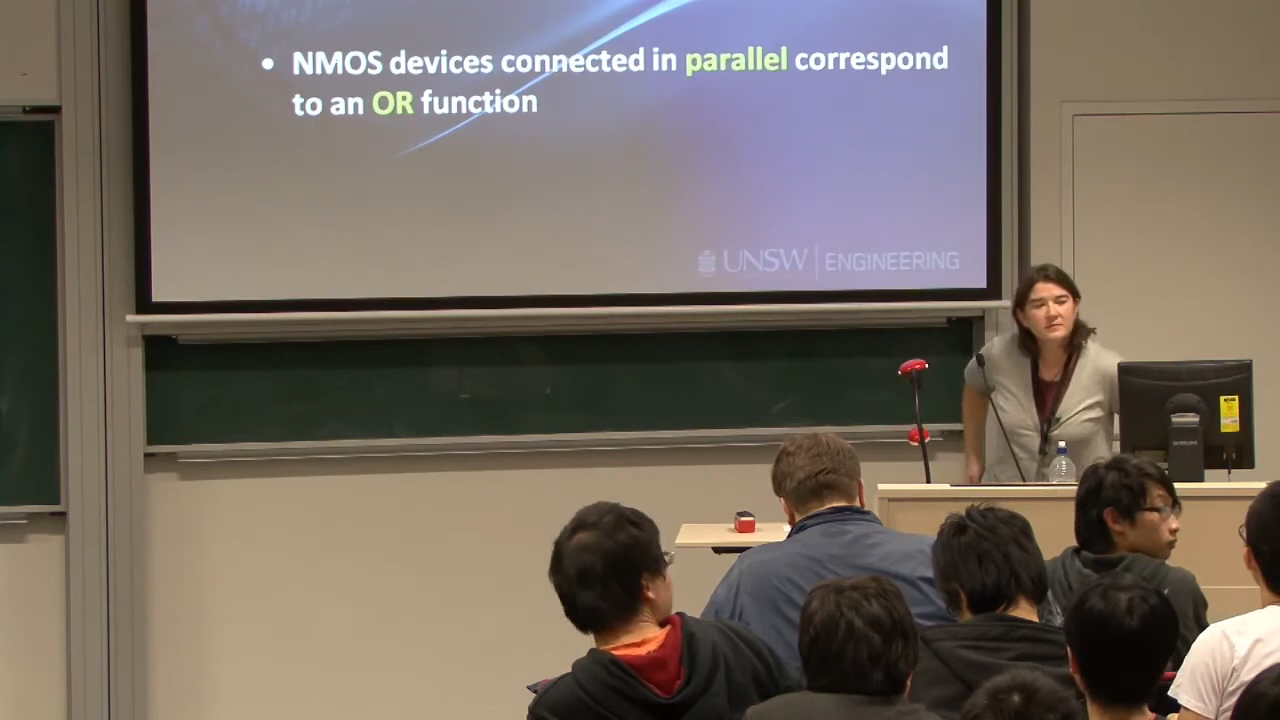 • NMOS devices connected in parallel correspond
to an OR function
UNSW | ENGINEERING